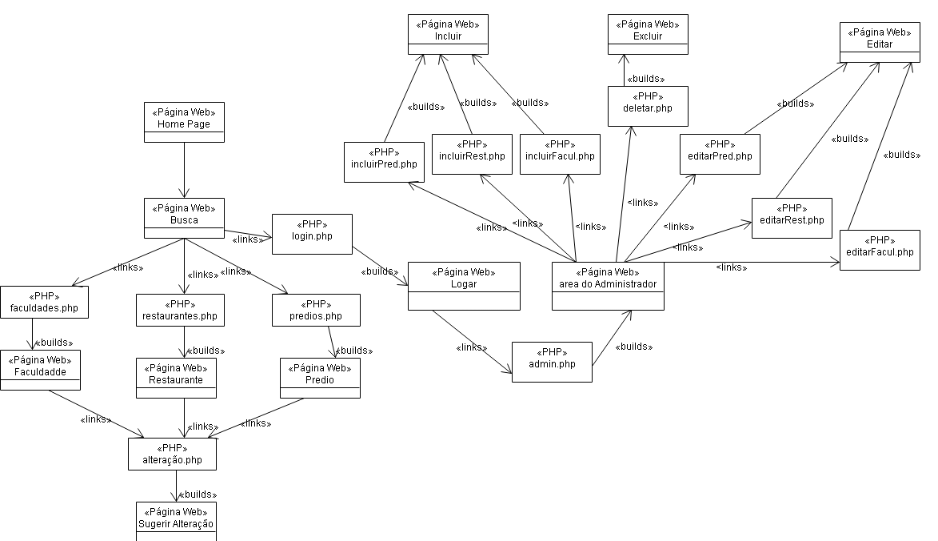 «Página Web»
Incluir
«Página Web»
Excluir
«Página Web»
Editar
«builds»
«PHP»
deletar.php
«builds»
«builds»
«builds»
«builds»
«Página Web»
Home Page
«PHP»
incluirPred.php
«PHP»
incluirRest.php
«PHP»
incluirFacul.php
«PHP»
editarPred.php
«builds»
«builds»
«Página Web»
Busca
«PHP»
login.php
«links»
«links»
«links»
«links»
«links»
«links»
«links»
«PHP»
editarRest.php
«PHP»
editarFacul.php
«links»
«links»
«links»
«links»
«builds»
«Página Web»
Logar
«Página Web»
area do Administrador
«links»
«PHP»
faculdades.php
«PHP»
restaurantes.php
«PHP»
predios.php
«builds»
«builds»
«builds»
«links»
«PHP»
admin.php
«builds»
«Página Web»
Faculdadde
«Página Web»
Restaurante
«Página Web»
Predio
«links»
«links»
«links»
«PHP»
alteração.php
«builds»
«Página Web»
Sugerir Alteração